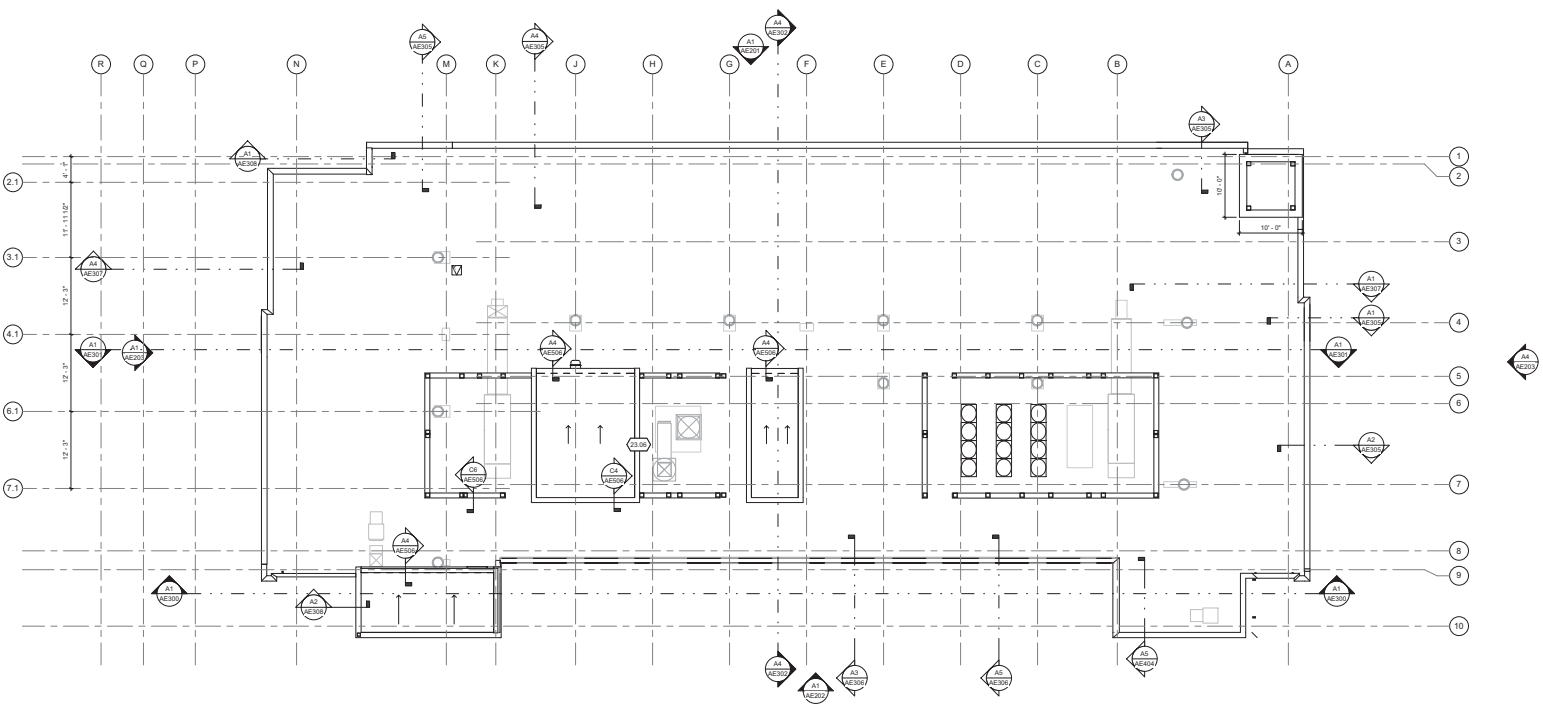 A4
AE302
A5
AE305
A4
AE305
A1
AE201
R
Q
P
N
M
K
J
H
G
F
E
D
C
B
A
A3
AE305
A1
AE308
1
2
2.1
4' - 1"
10' - 0"
10' - 0"
11' - 11 1/2"
3
3.1
A4
AE307
A1
AE307
12' - 3"
A1
AE305
4
4.1
A1
AE301
A1
AE203
A4
AE506
A4
AE506
A1
AE301
A4
AE203
12' - 3"
5
6
6.1
12' - 3"
23.06
A2
AE305
C6
AE506
C4
AE506
7
7.1
A4
AE506
8
9
A1
AE300
A2
AE308
A1
AE300
10
A4
AE302
A1
AE202
A3
AE306
A5
AE306
A5
AE404